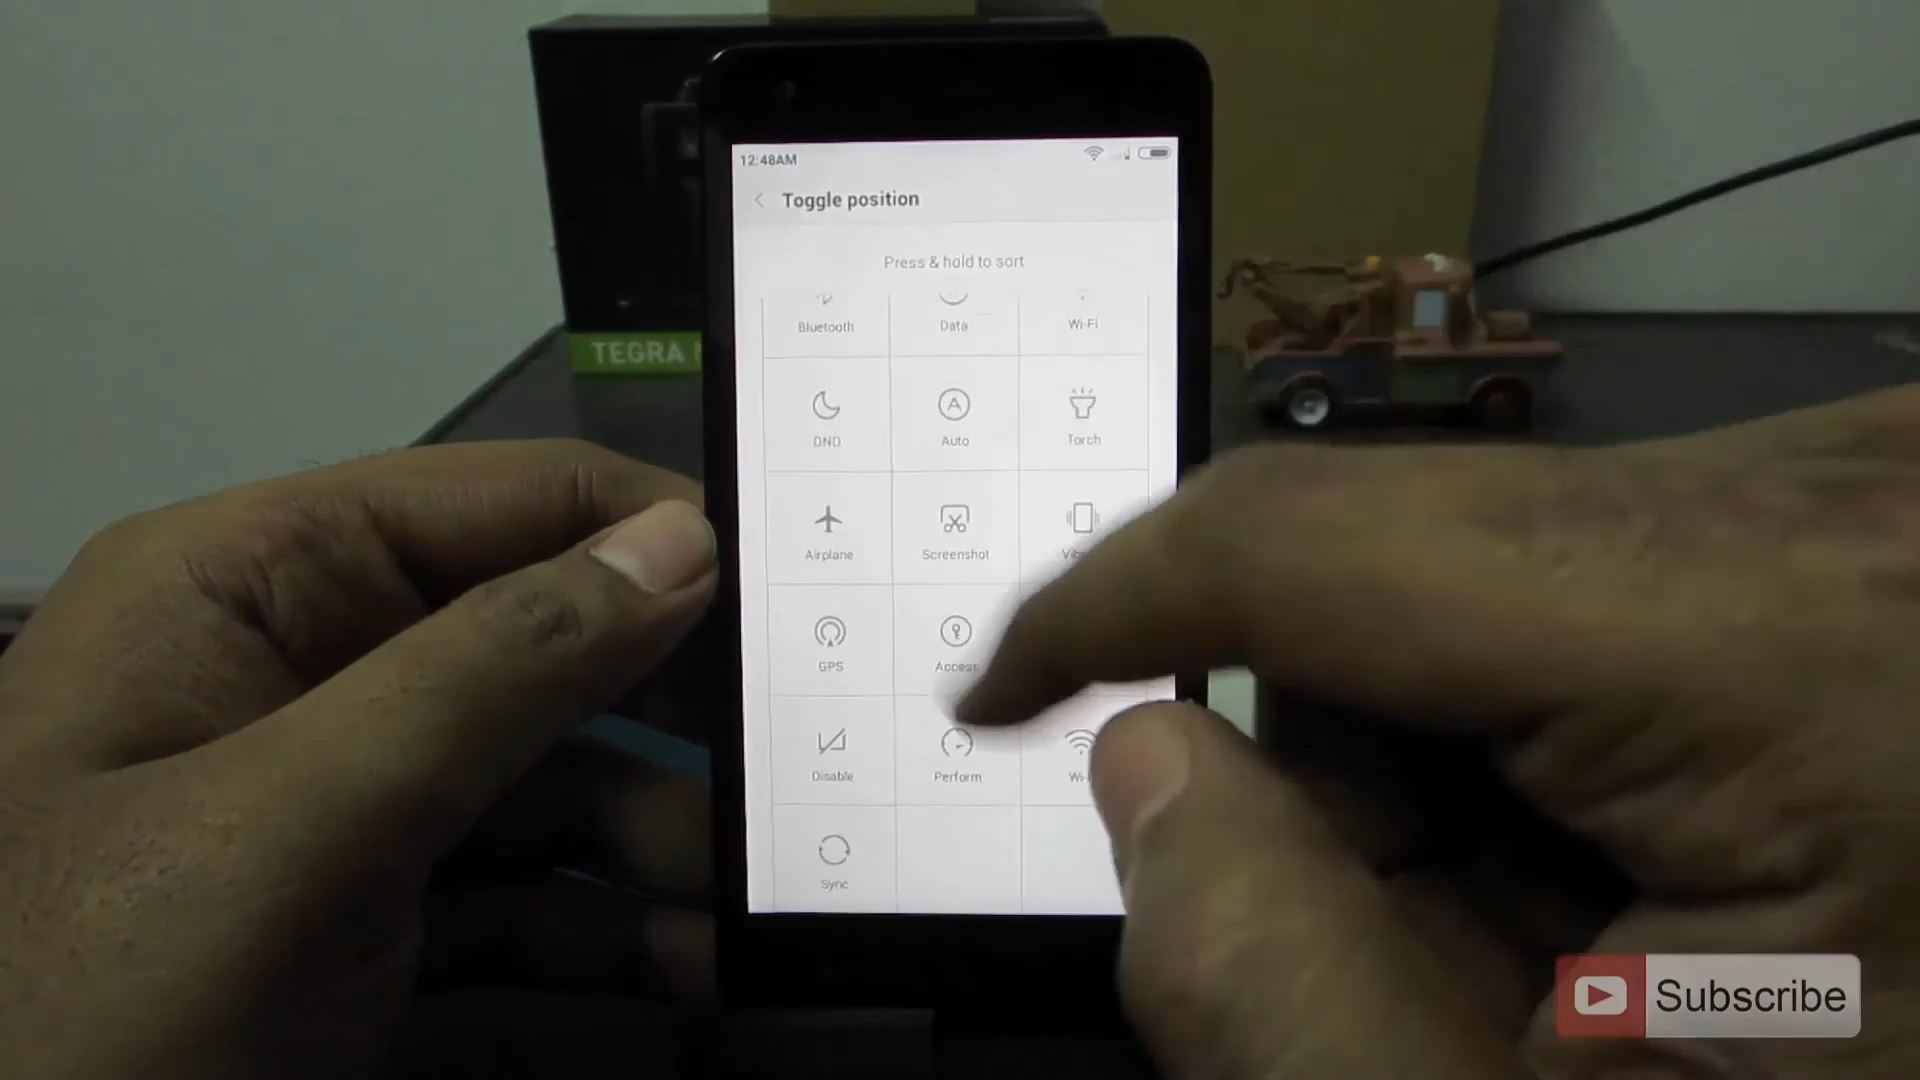 12:48AM
Toggle position
Press & hold to sort
Bluetooth Data Wi-Fi
TEGRA
DND Auto Torch
Airplane Screenshot
GPS Access
Disable Perform
Sync
Subscribe